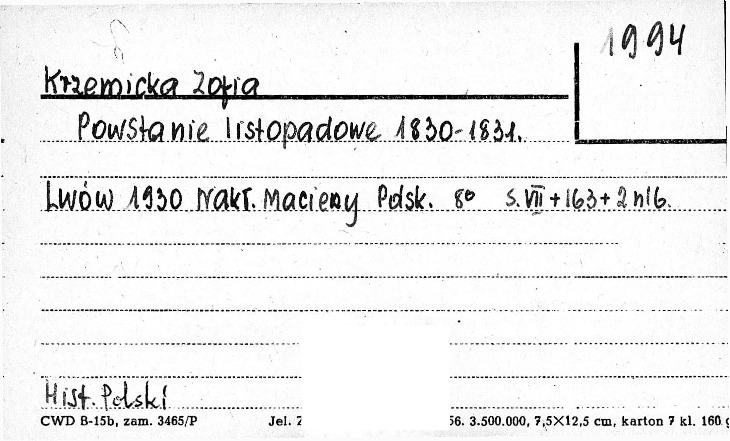 1994
Krzemicka Zofia
Powstanie listopadowe 1830-1831.
Lwów 1930 Nakł. Macierzy Polsk. 8° s. VII + 163 + 2 nlb.
Hist. Polski
CWD B-15b, zam. 3465/P Jel. 56. 3.500.000, 7,5×12,5 cm, karton 7 kl. 160 g